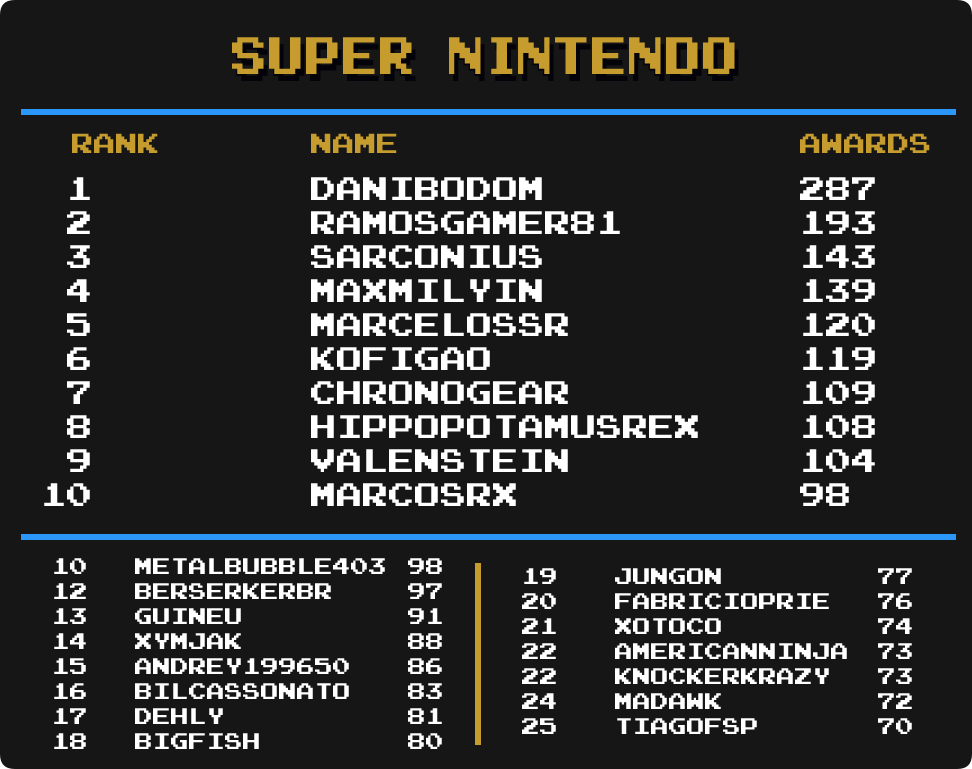 SUPER NINTENDO
RANK NAME AWARDS
1 DANIBODOM 287
2 RAMOSGAMER81 193
3 SARCONIUS 143
4 MAXMILYIN 139
5 MARCELOSSR 120
6 KOFIGAO 119
7 CHRONOGEAR 109
8 HIPPOPOTAMUSREX 108
9 VALENSTEIN 104
10 MARCOSRX 98
10 METALBUBBLE403 98
12 BERSERKERBR 97
13 GUINEU 91
14 XYMJAK 88
15 ANDREY199650 86
16 BILCASSONATO 83
17 DEHLY 81
18 BIGFISH 80
19 JUNGON 77
20 FABRICIOPRIE 76
21 XOTOCO 74
22 AMERICANNINJA 73
22 KNOCKERKRAZY 73
24 MADAWK 72
25 TIAGOFSP 70